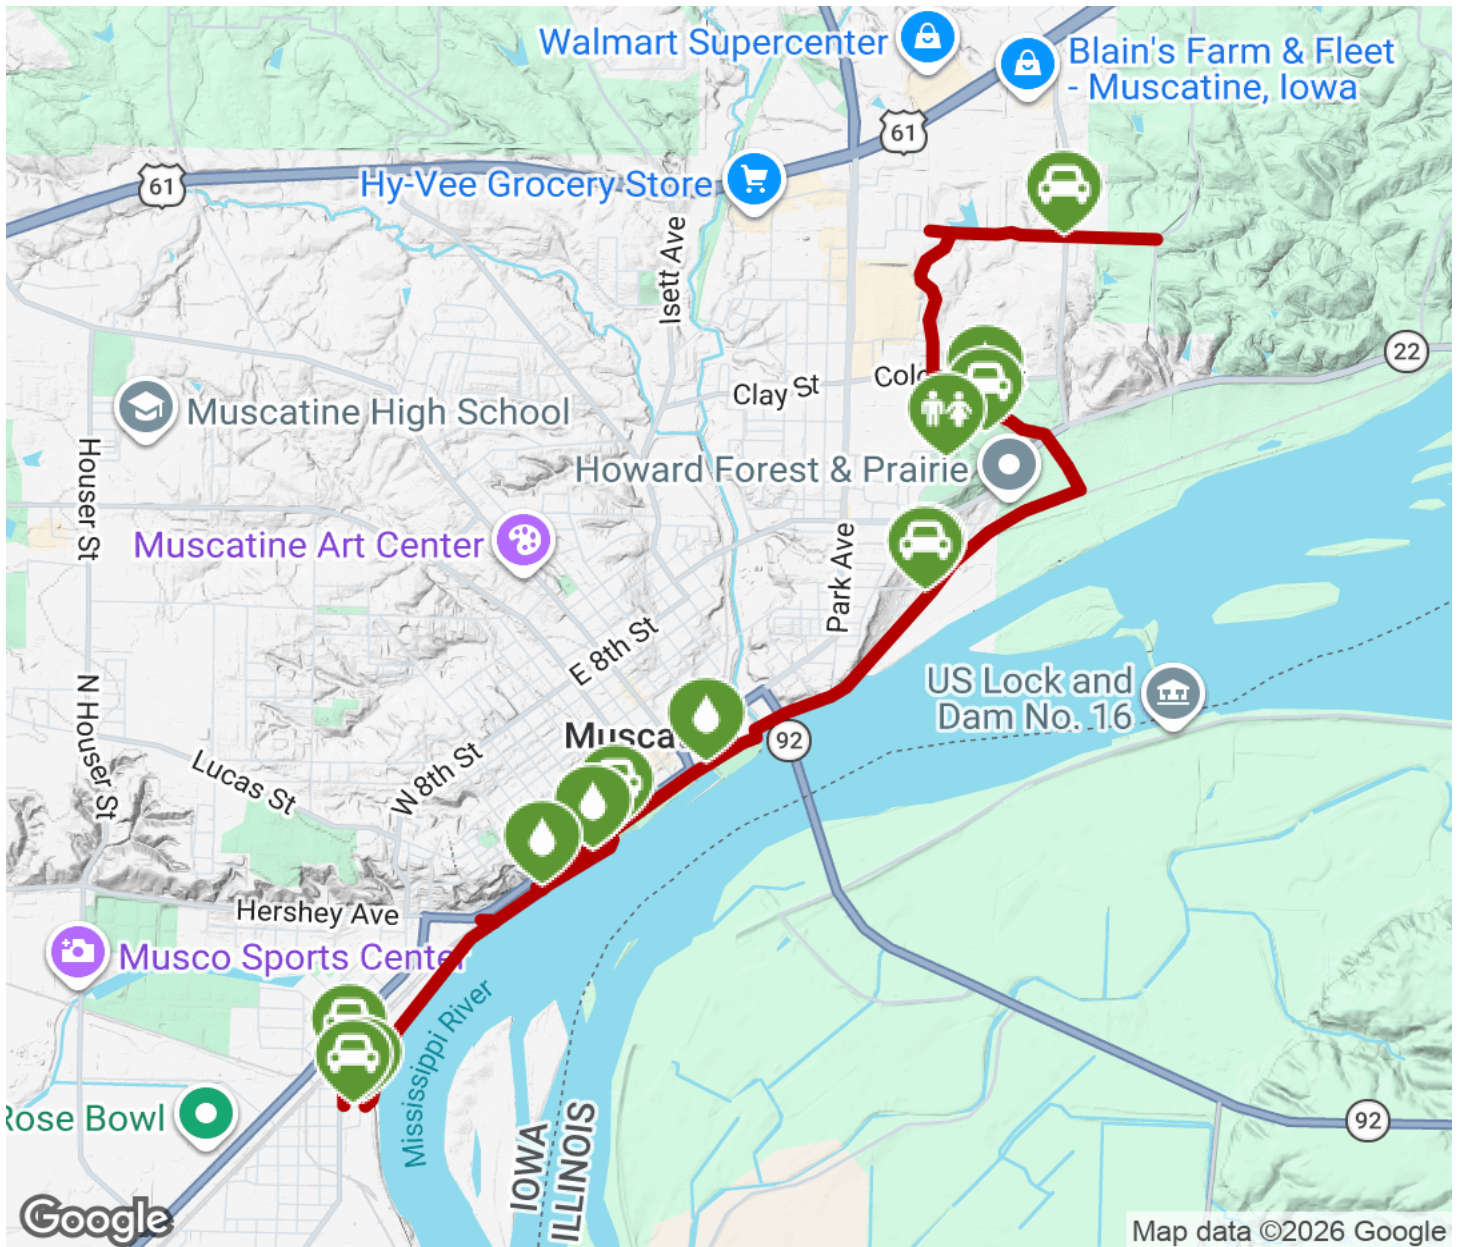 Walmart Supercenter
Blain's Farm & Fleet
- Muscatine, Iowa
61
61
Hy-Vee Grocery Store
Isett Ave
22
Clay St
Muscatine High School
Houser St
Howard Forest & Prairie
Muscatine Art Center
Park Ave
E 8th St
US Lock and
Dam No. 16
N Houser St
Musca
92
W 8th St
Lucas St
Hershey Ave
Musco Sports Center
Mississippi River
Rose Bowl
IOWA
ILLINOIS
92
Google
Map data ©2026 Google